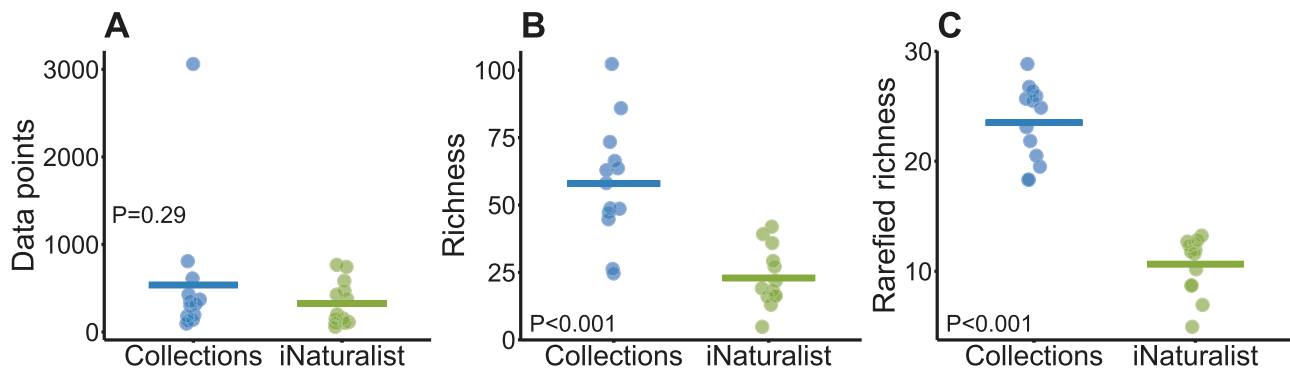 A
Data points
3000
2000
1000
0
P=0.29
Collections
iNaturalist
B
Richness
100
75
50
25
0
P<0.001
Collections
iNaturalist
C
Rarefied richness
30
20
10
P<0.001
Collections
iNaturalist